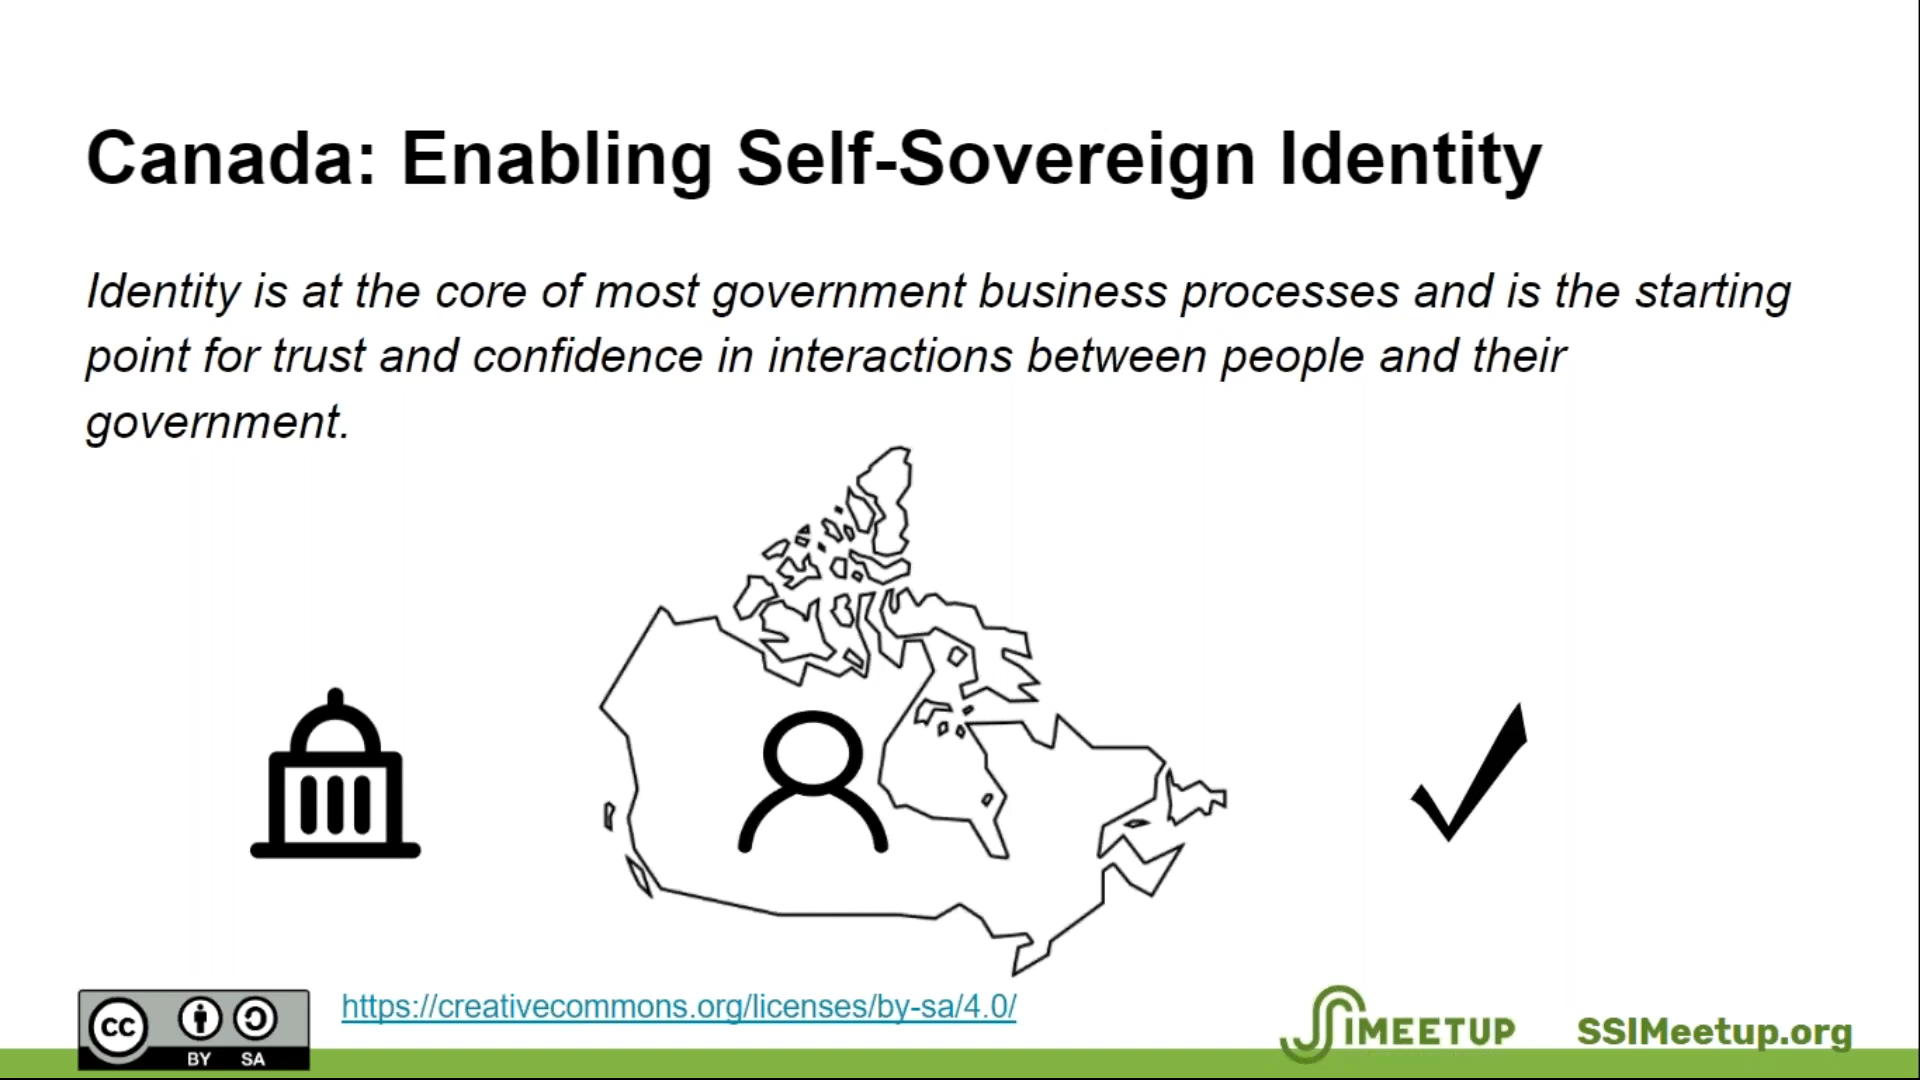 Canada: Enabling Self-Sovereign Identity
Identity is at the core of most government business processes and is the starting
point for trust and confidence in interactions between people and their
government.
https://creativecommons.org/licenses/by-sa/4.0/
cc
BY SA
SSIMEETUP
SSIMeetup.org